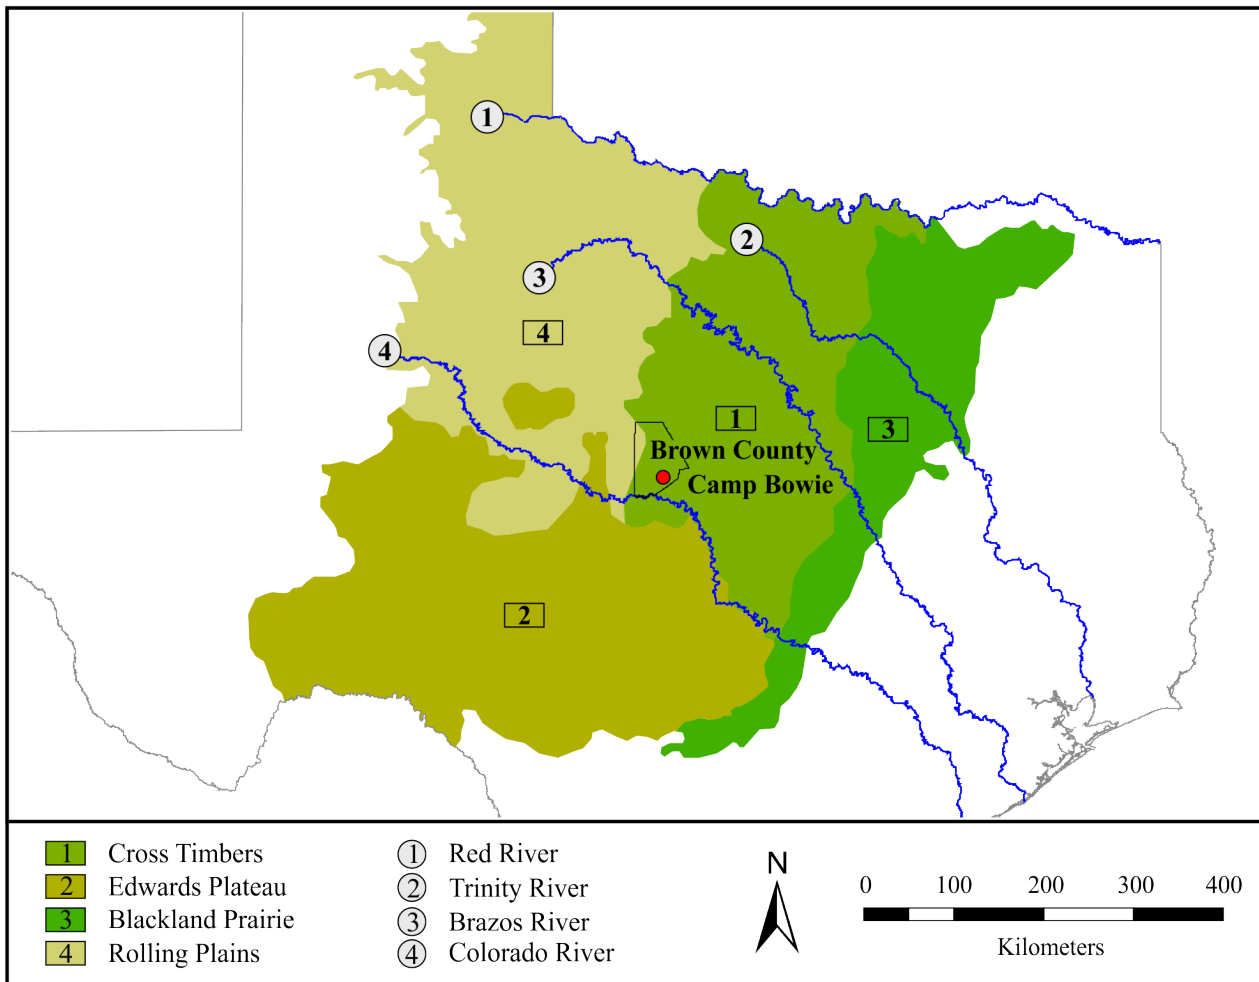 1
2
3
4
4
1
3
Brown County
Camp Bowie
2
1 Cross Timbers
2 Edwards Plateau
3 Blackland Prairie
4 Rolling Plains
1 Red River
2 Trinity River
3 Brazos River
4 Colorado River
N
0 100 200 300 400
Kilometers